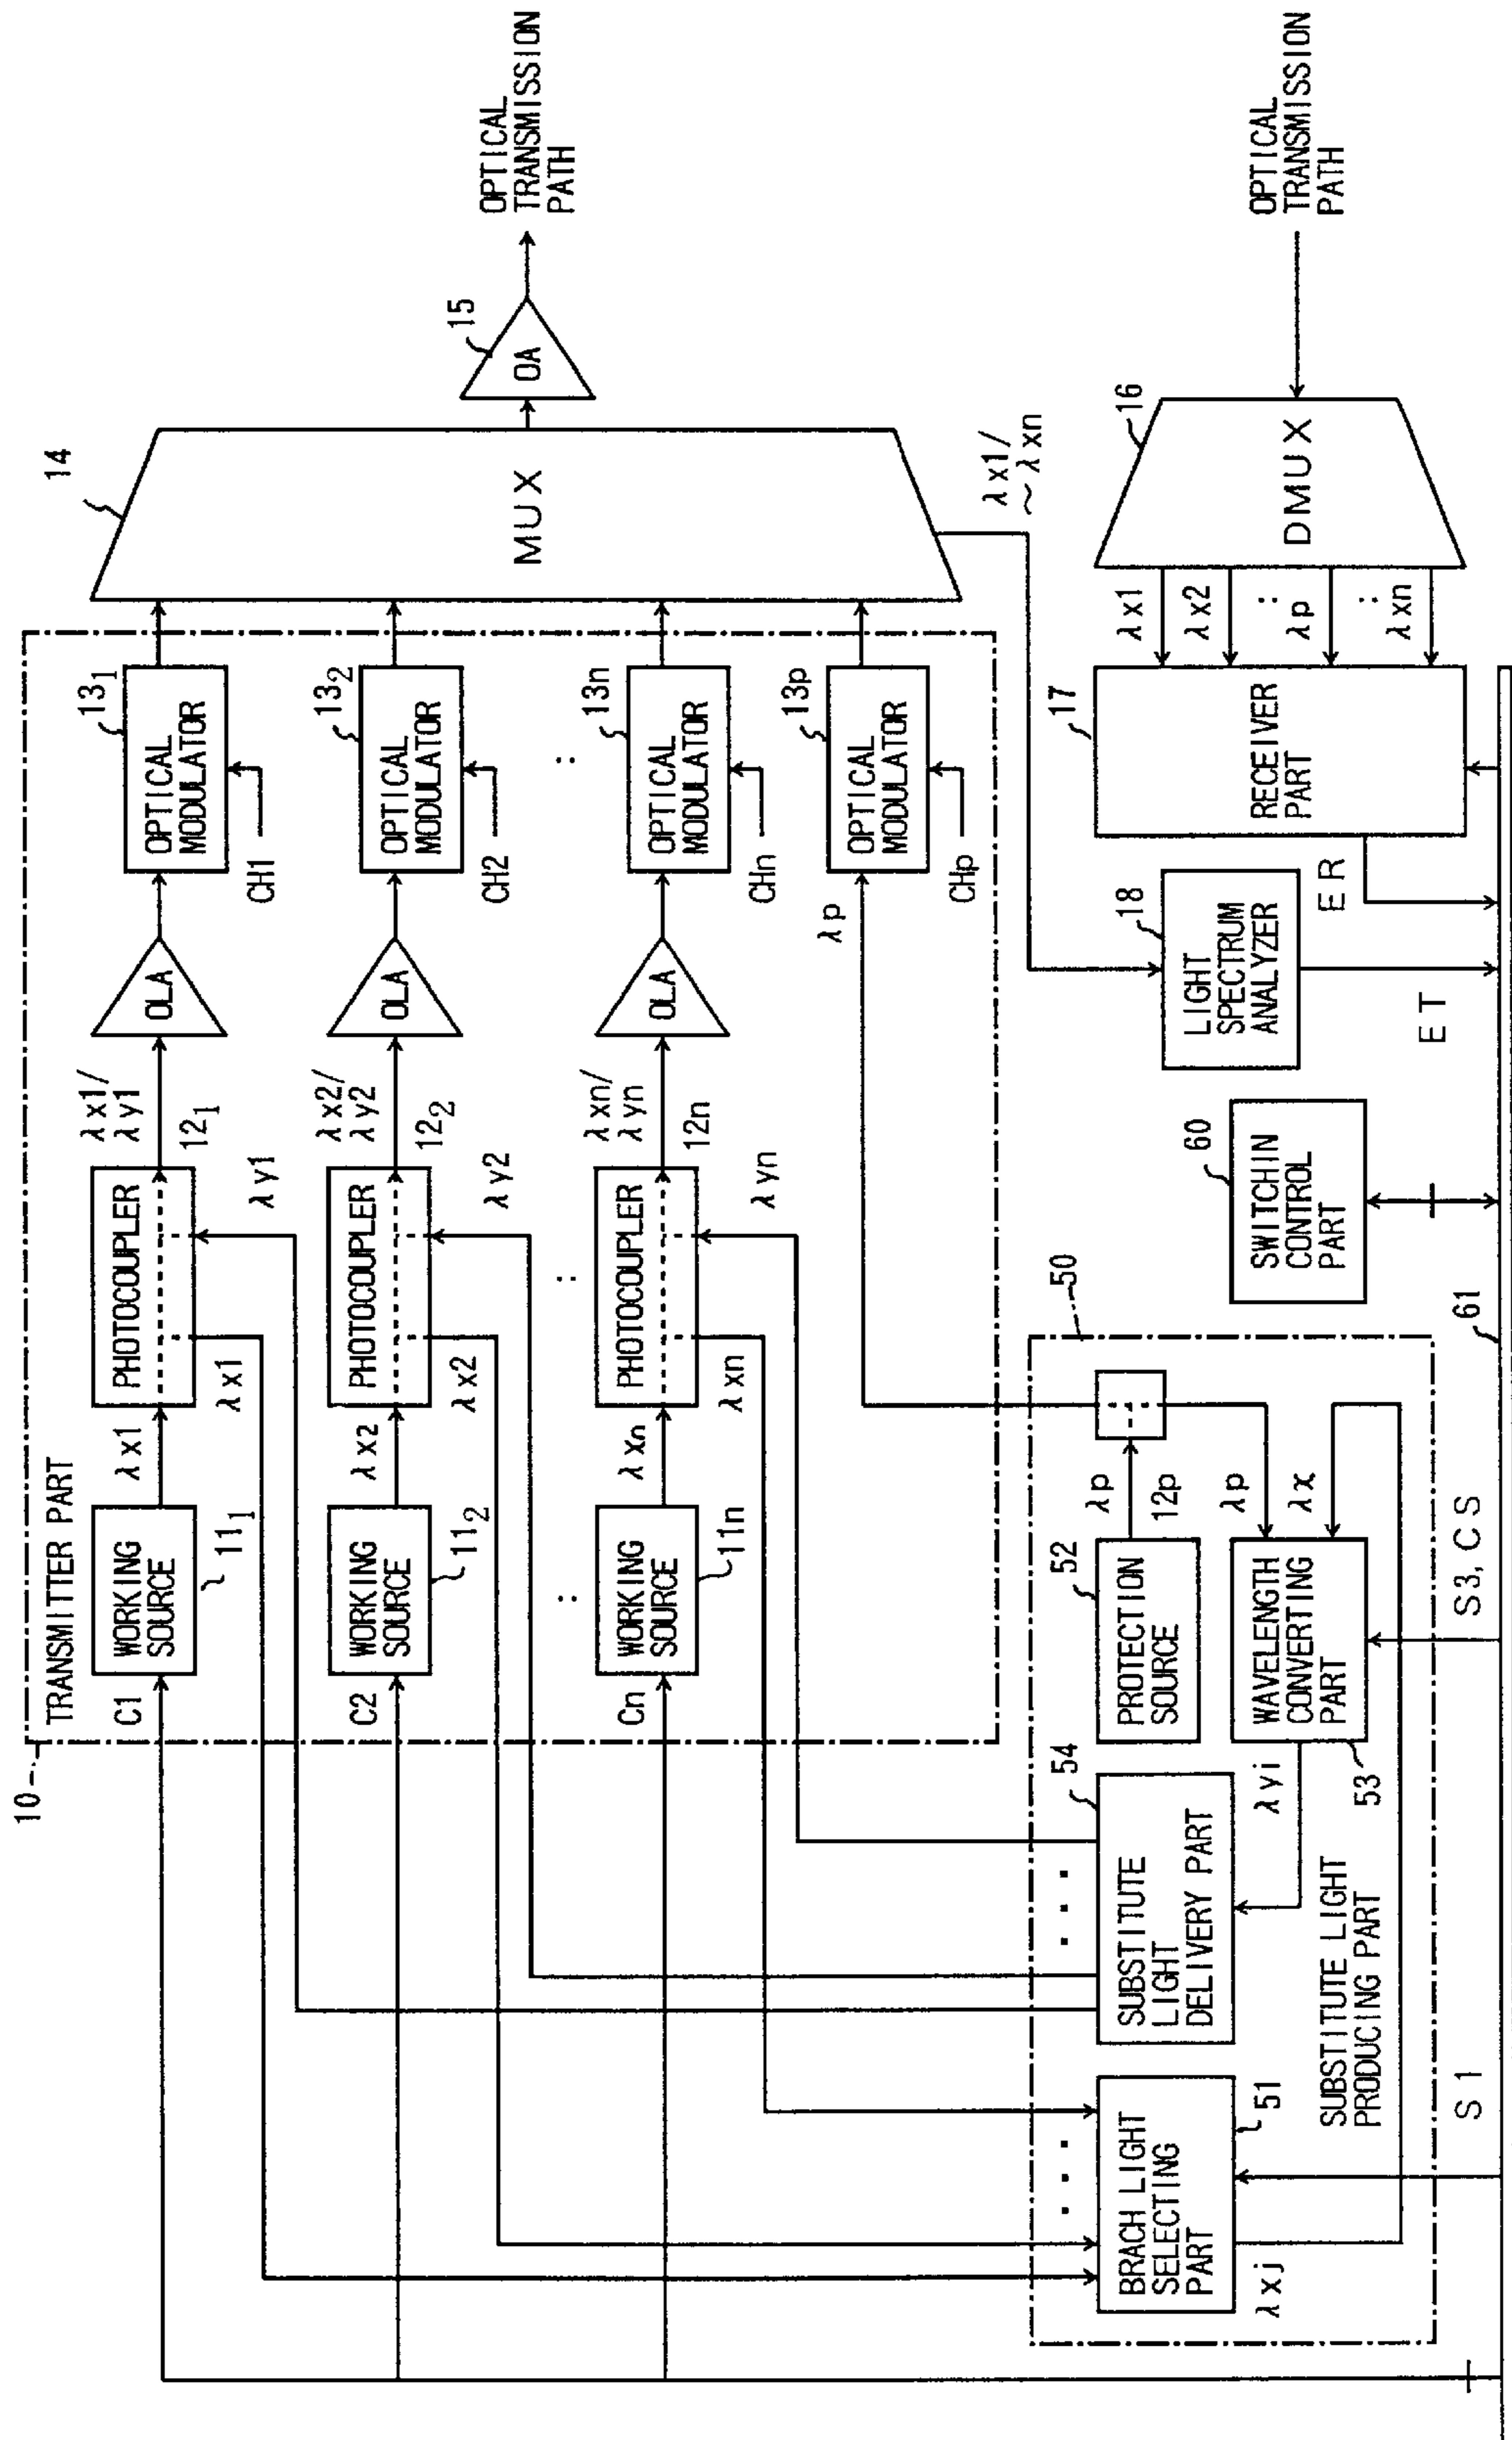 10
TRANSMITTER PART
C1
WORKING
SOURCE
11₁
λx1
PHOTOCOUPLER
λx1
λx1/
λy1
12₁
λy1
OLA
OPTICAL
MODULATOR
13₁
CH1
C2
WORKING
SOURCE
11₂
λx2
PHOTOCOUPLER
λx2
λx2/
λy2
12₂
λy2
OLA
OPTICAL
MODULATOR
13₂
CH2
:
:
:
Cn
WORKING
SOURCE
11n
λxn
PHOTOCOUPLER
λxn
λxn/
λyn
12n
λyn
OLA
OPTICAL
MODULATOR
13n
CHn
λp
OPTICAL
MODULATOR
13p
CHp
14
MUX
15
OA
OPTICAL
TRANSMISSION
PATH
λx1/
~λxn
50
BRACH LIGHT
SELECTING
PART
51
λxj
S1
SUBSTITUTE
LIGHT
DELIVERY PART
54
λyi
SUBSTITUTE LIGHT
PRODUCING PART
PROTECTION
SOURCE
52
λp
12p
WAVELENGTH
CONVERTING
PART
53
λp
λx
S3, CS
61
SWITCHIN
CONTROL
PART
60
LIGHT
SPECTRUM
ANALYZER
18
ET
ER
RECEIVER
PART
17
λx1
λx2
:
λp
:
λxn
DMUX
16
OPTICAL
TRANSMISSION
PATH